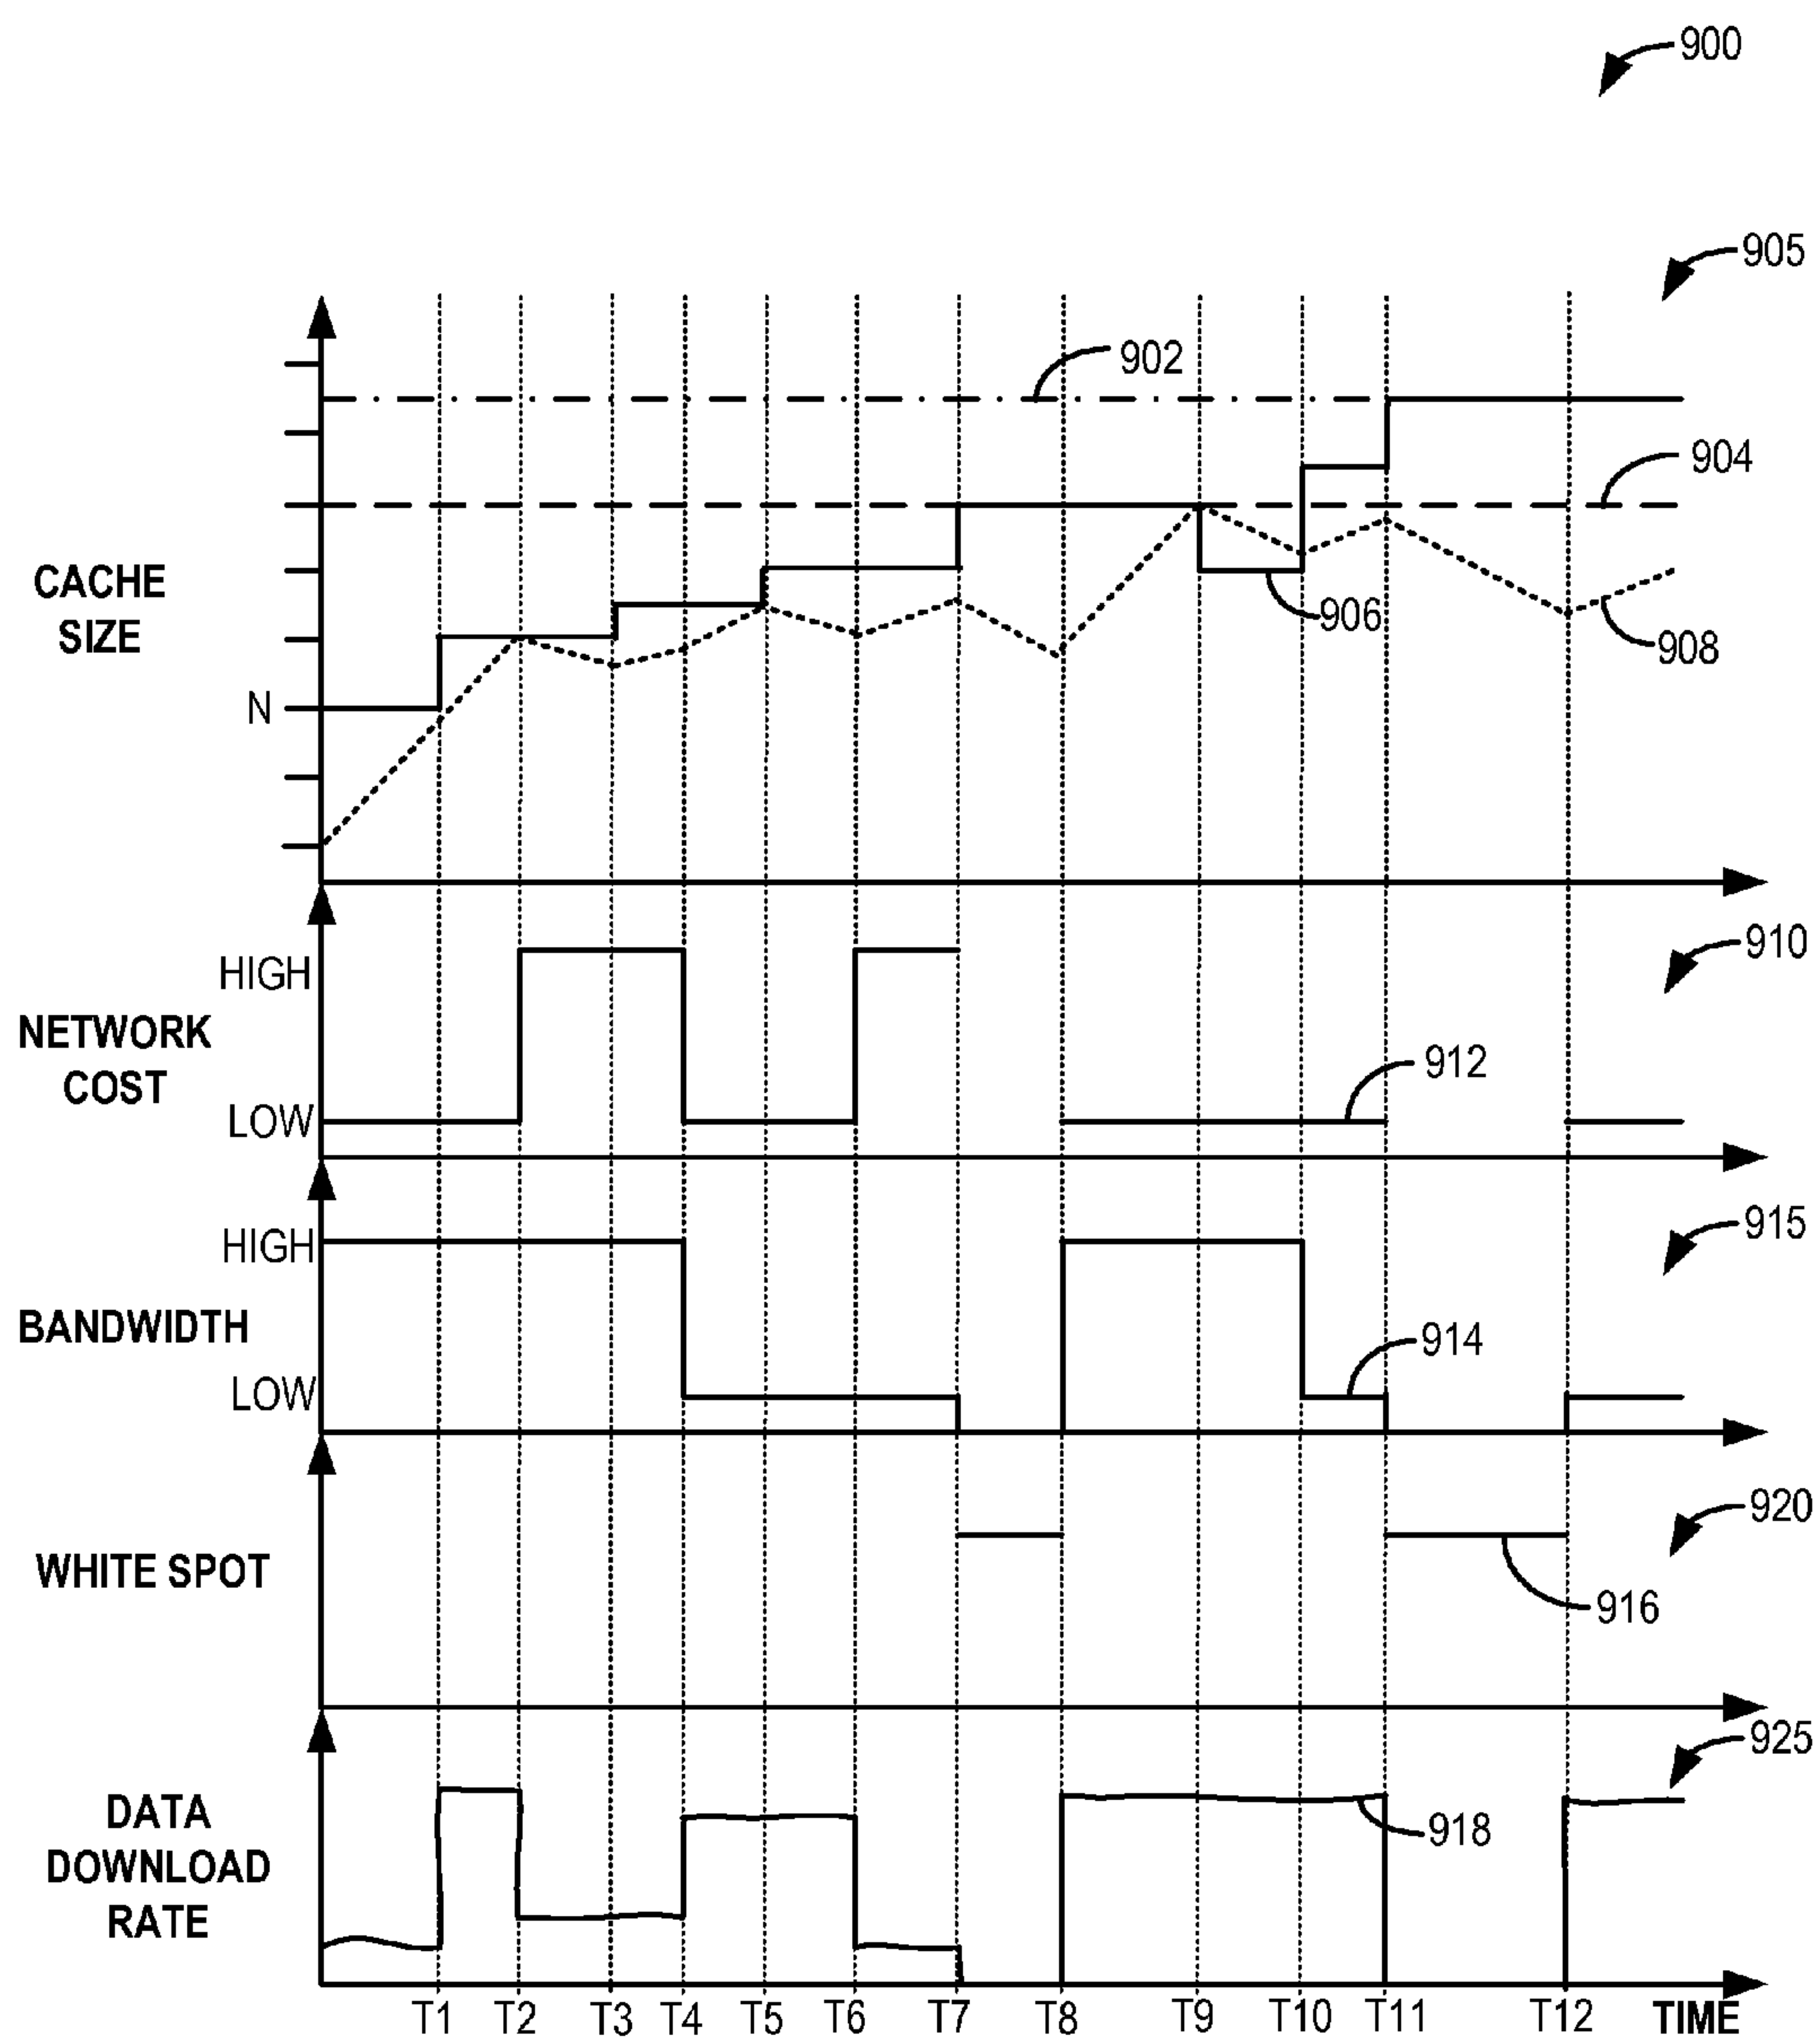 900
905
902
904
CACHE
SIZE
906
908
N
910
HIGH
NETWORK
COST
912
LOW
915
HIGH
BANDWIDTH
914
LOW
920
WHITE SPOT
916
925
DATA
DOWNLOAD
RATE
918
T1 T2 T3 T4 T5 T6 T7 T8 T9 T10 T11 T12 TIME